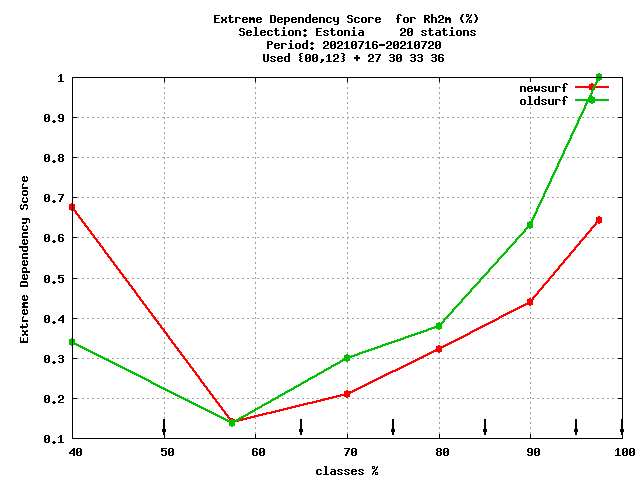 Extreme Dependency Score  for Rh2m (%)
Selection: Estonia     20 stations
Period: 20210716-20210720
Used {00,12} + 27 30 33 36
1
0.9
0.8
0.7
0.6
0.5
0.4
0.3
0.2
0.1
Extreme Dependency Score
newsurf
oldsurf
40 50 60 70 80 90 100
classes %